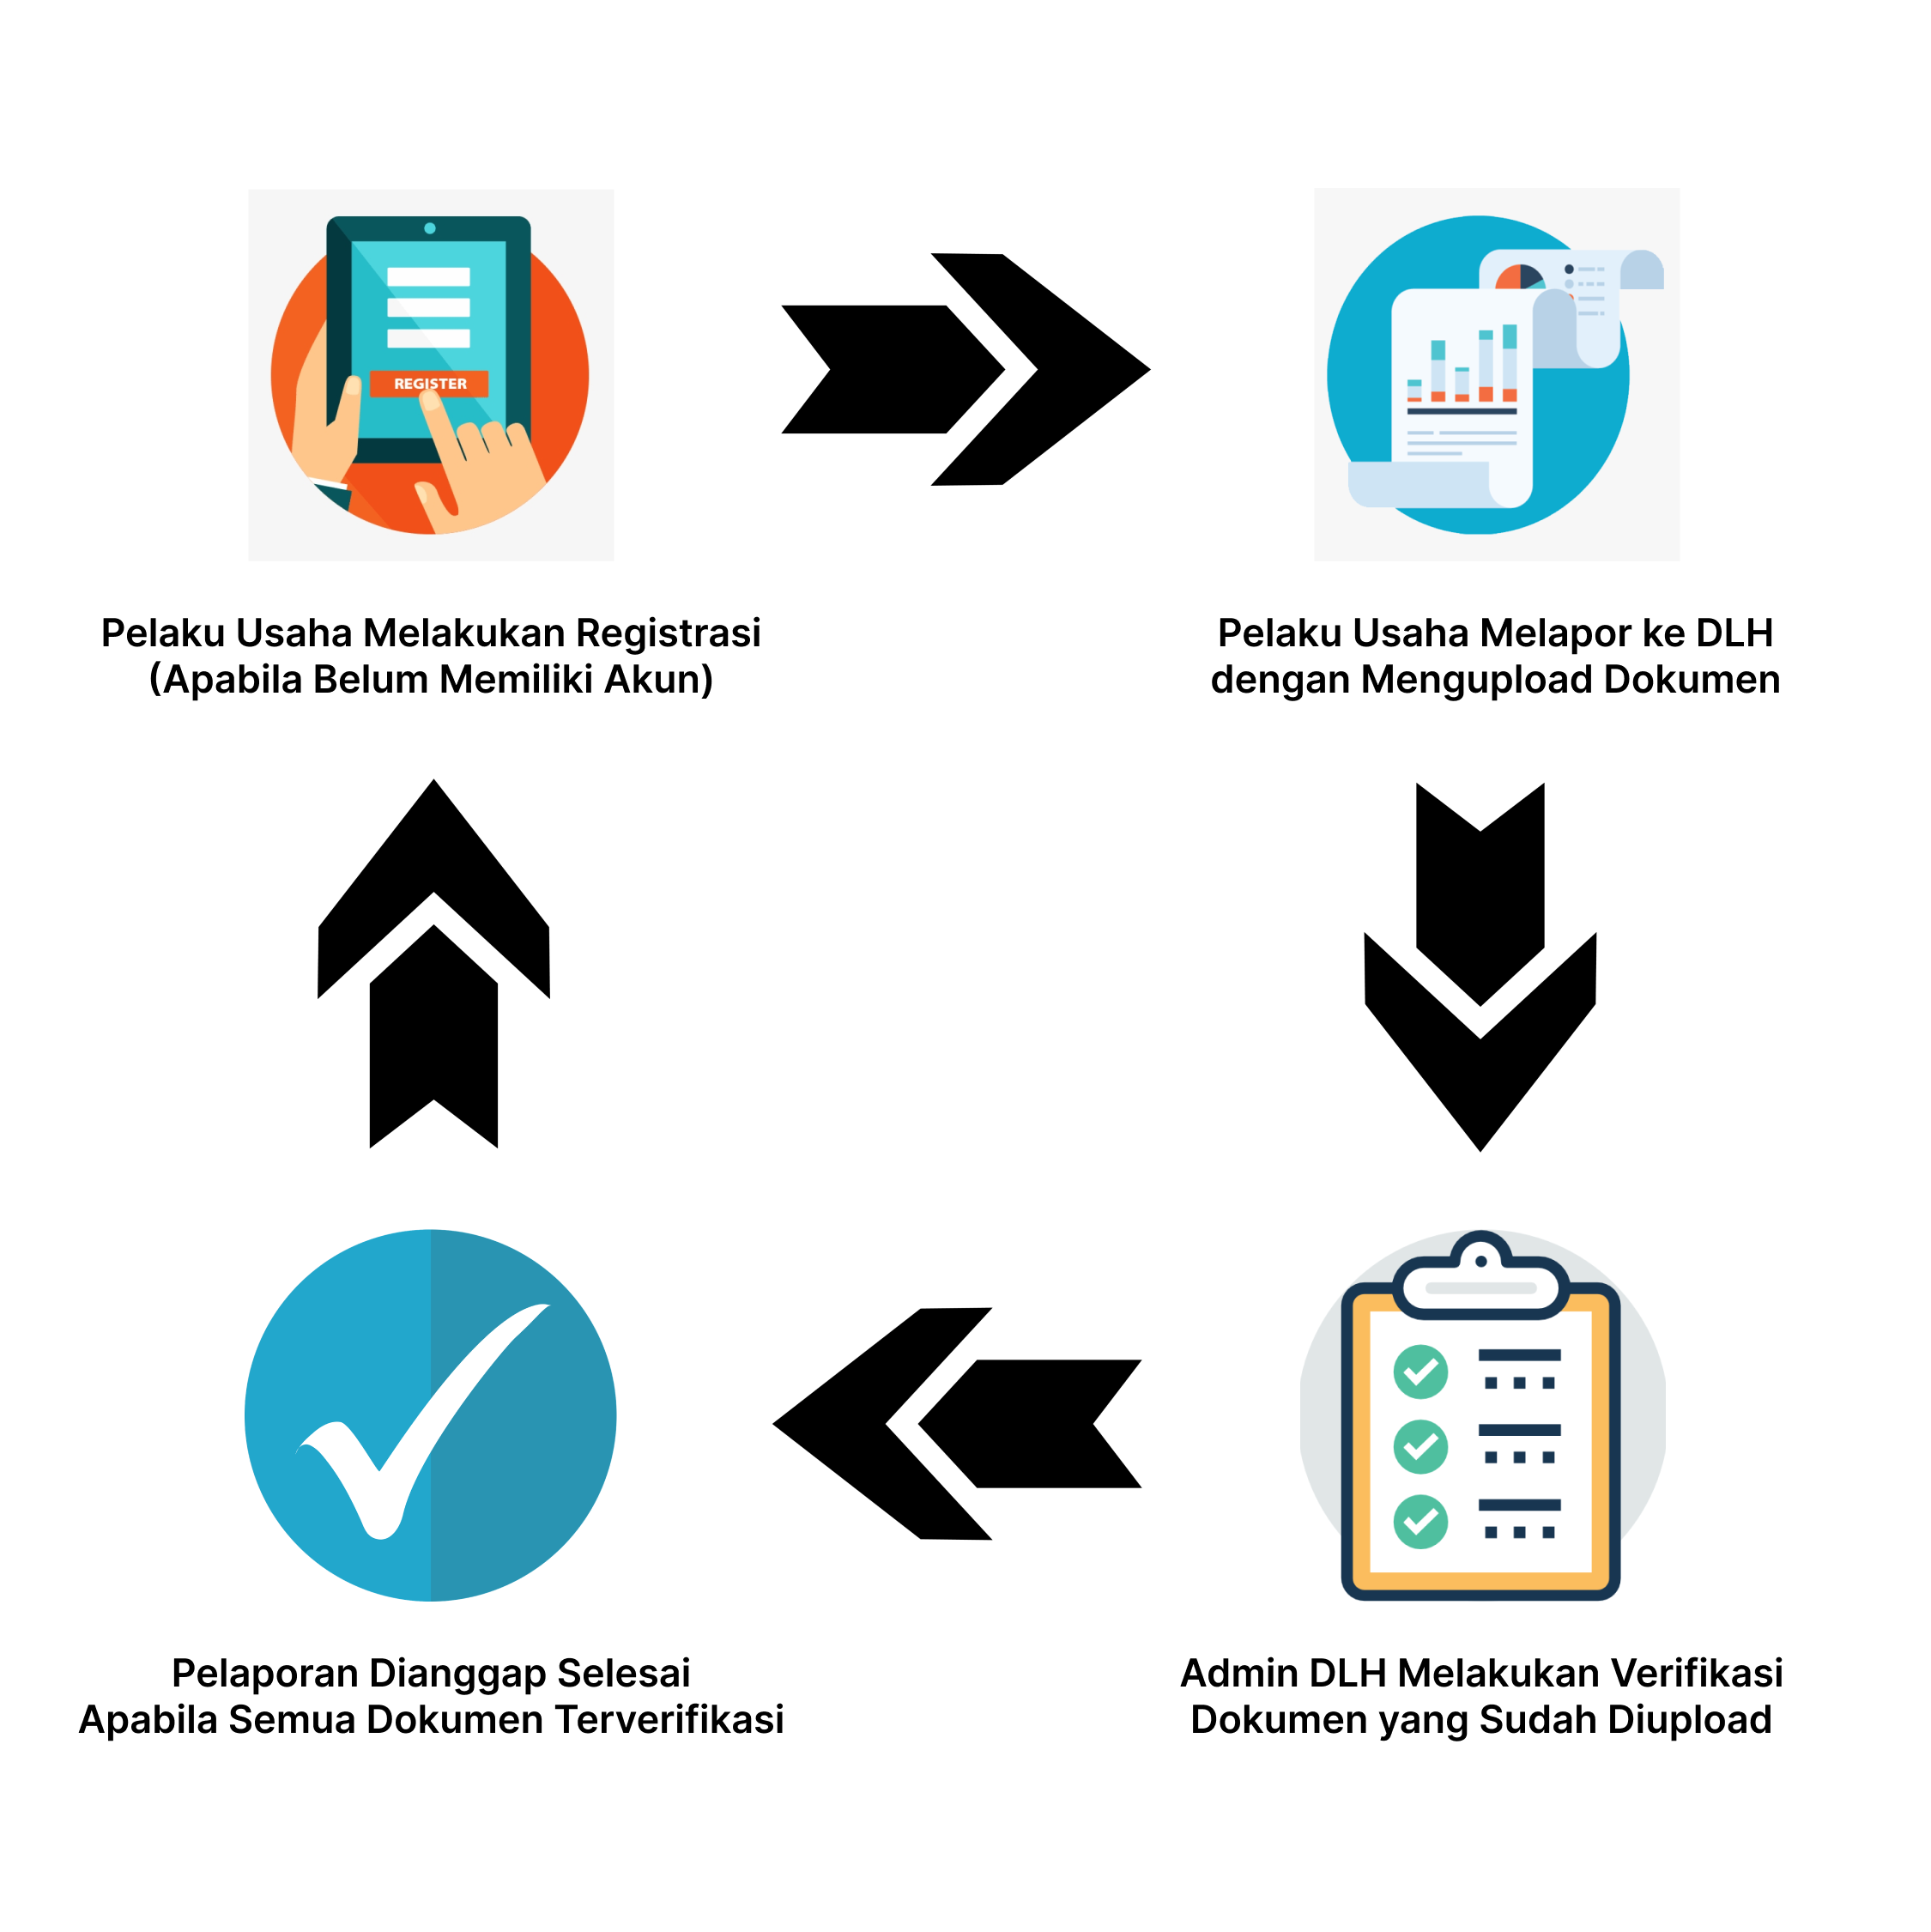 REGISTER
Pelaku Usaha Melakukan Registrasi
(Apabila Belum Memiliki Akun)
Pelaku Usaha Melapor ke DLH
dengan Mengupload Dokumen
Pelaporan Dianggap Selesai
Apabila Semua Dokumen Terverifikasi
Admin DLH Melakukan Verifikasi
Dokumen yang Sudah Diupload